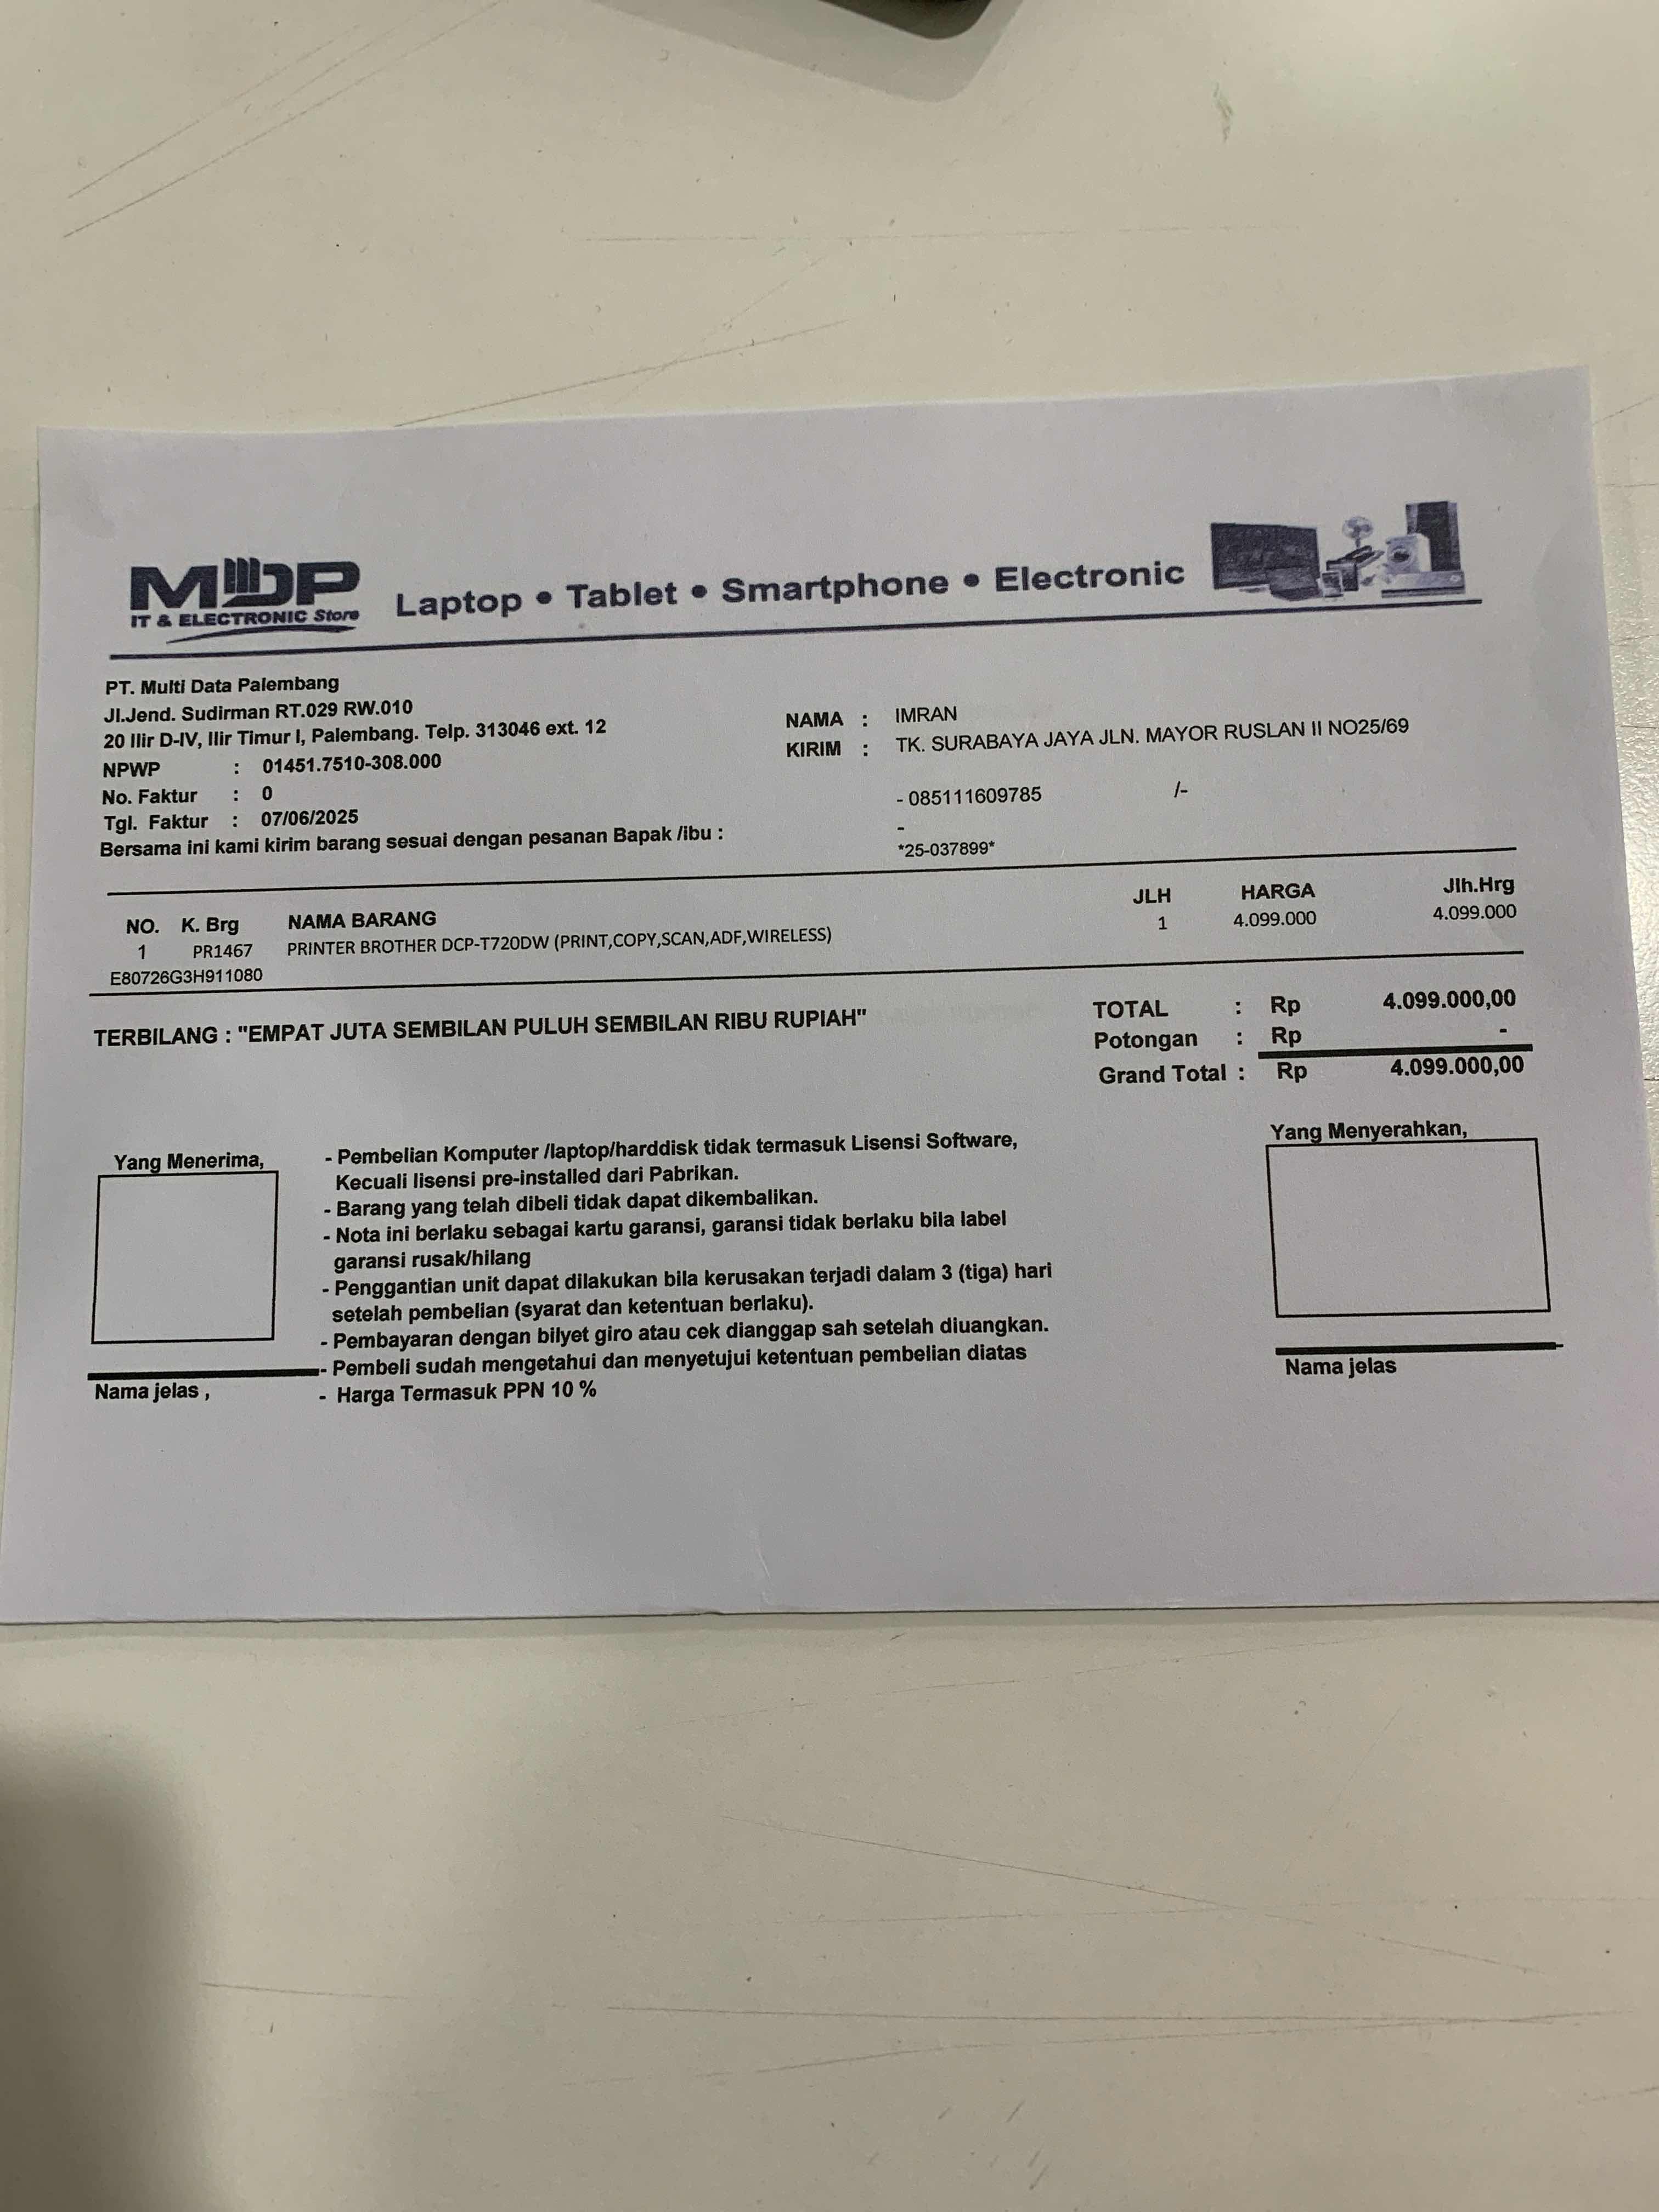 MDP
IT & ELECTRONIC Store
Laptop • Tablet • Smartphone • Electronic
PT. Multi Data Palembang
Jl.Jend. Sudirman RT.029 RW.010
20 Ilir D-IV, Ilir Timur I, Palembang. Telp. 313046 ext. 12
NPWP : 01451.7510-308.000
No. Faktur : 0
Tgl. Faktur : 07/06/2025
Bersama ini kami kirim barang sesuai dengan pesanan Bapak /ibu :
NAMA : IMRAN
KIRIM : TK. SURABAYA JAYA JLN. MAYOR RUSLAN II NO25/69
- 085111609785 /-
-
*25-037899*
NO. K. Brg NAMA BARANG JLH HARGA Jlh.Hrg
1 PR1467 PRINTER BROTHER DCP-T720DW (PRINT,COPY,SCAN,ADF,WIRELESS) 1 4.099.000 4.099.000
E80726G3H911080
TERBILANG : "EMPAT JUTA SEMBILAN PULUH SEMBILAN RIBU RUPIAH"
TOTAL : Rp 4.099.000,00
Potongan : Rp -
Grand Total : Rp 4.099.000,00
Yang Menerima,
Nama jelas ,
- Pembelian Komputer /laptop/harddisk tidak termasuk Lisensi Software,
Kecuali lisensi pre-installed dari Pabrikan.
- Barang yang telah dibeli tidak dapat dikembalikan.
- Nota ini berlaku sebagai kartu garansi, garansi tidak berlaku bila label
garansi rusak/hilang
- Penggantian unit dapat dilakukan bila kerusakan terjadi dalam 3 (tiga) hari
setelah pembelian (syarat dan ketentuan berlaku).
- Pembayaran dengan bilyet giro atau cek dianggap sah setelah diuangkan.
- Pembeli sudah mengetahui dan menyetujui ketentuan pembelian diatas
- Harga Termasuk PPN 10 %
Yang Menyerahkan,
Nama jelas